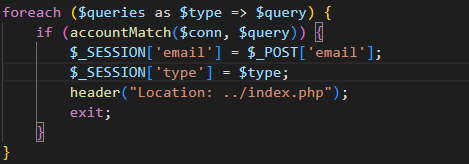 foreach ($queries as $type => $query) {
    if (accountMatch($conn, $query)) {
        $_SESSION['email'] = $_POST['email'];
        $_SESSION['type'] = $type;
        header("Location: ../index.php");
        exit;
    }
}